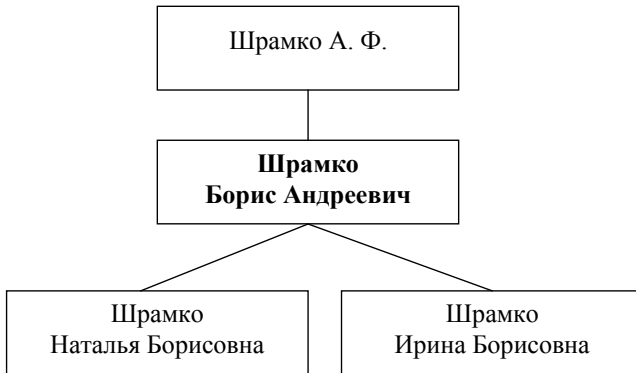 Шрамко А. Ф.
Шрамко
Борис Андреевич
Шрамко
Наталья Борисовна
Шрамко
Ирина Борисовна